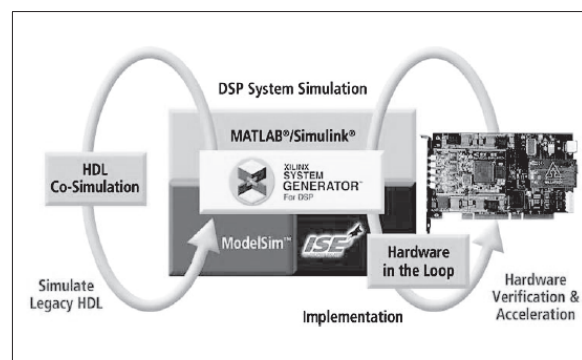 DSP System Simulation
MATLAB®/Simulink®
HDL
Co-Simulation
XILINX
SYSTEM
GENERATOR™
For DSP
ModelSim™
ISE
Hardware
in the Loop
Simulate
Legacy HDL
Implementation
Hardware
Verification &
Acceleration